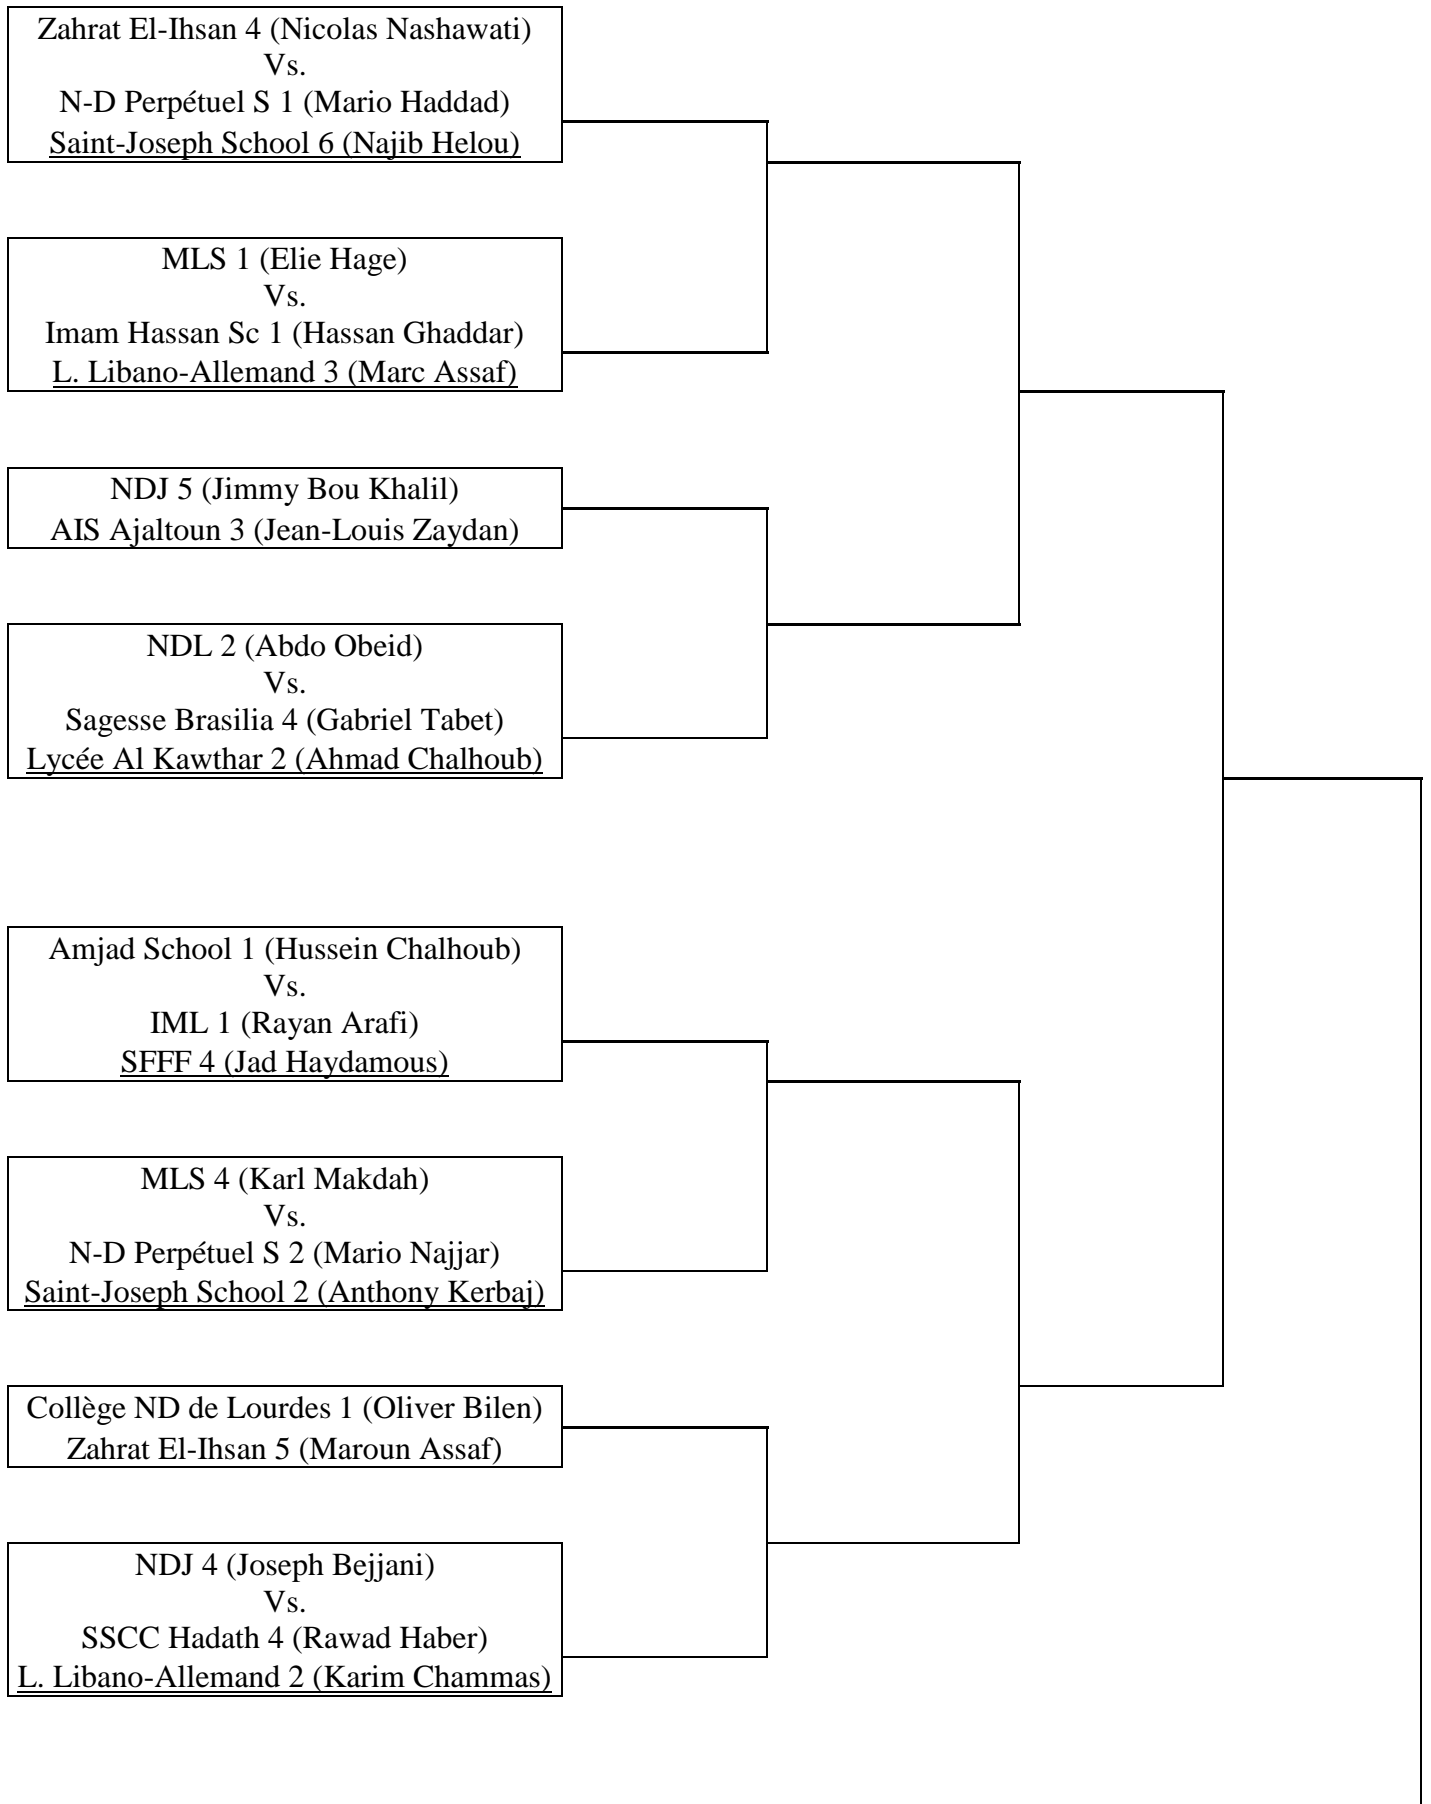 Zahrat El-Ihsan 4 (Nicolas Nashawati)
Vs.
N-D Perpétuel S 1 (Mario Haddad)
Saint-Joseph School 6 (Najib Helou)
MLS 1 (Elie Hage)
Vs.
Imam Hassan Sc 1 (Hassan Ghaddar)
L. Libano-Allemand 3 (Marc Assaf)
NDJ 5 (Jimmy Bou Khalil)
AIS Ajaltoun 3 (Jean-Louis Zaydan)
NDL 2 (Abdo Obeid)
Vs.
Sagesse Brasilia 4 (Gabriel Tabet)
Lycée Al Kawthar 2 (Ahmad Chalhoub)
Amjad School 1 (Hussein Chalhoub)
Vs.
IML 1 (Rayan Arafi)
SFFF 4 (Jad Haydamous)
MLS 4 (Karl Makdah)
Vs.
N-D Perpétuel S 2 (Mario Najjar)
Saint-Joseph School 2 (Anthony Kerbaj)
Collège ND de Lourdes 1 (Oliver Bilen)
Zahrat El-Ihsan 5 (Maroun Assaf)
NDJ 4 (Joseph Bejjani)
Vs.
SSCC Hadath 4 (Rawad Haber)
L. Libano-Allemand 2 (Karim Chammas)